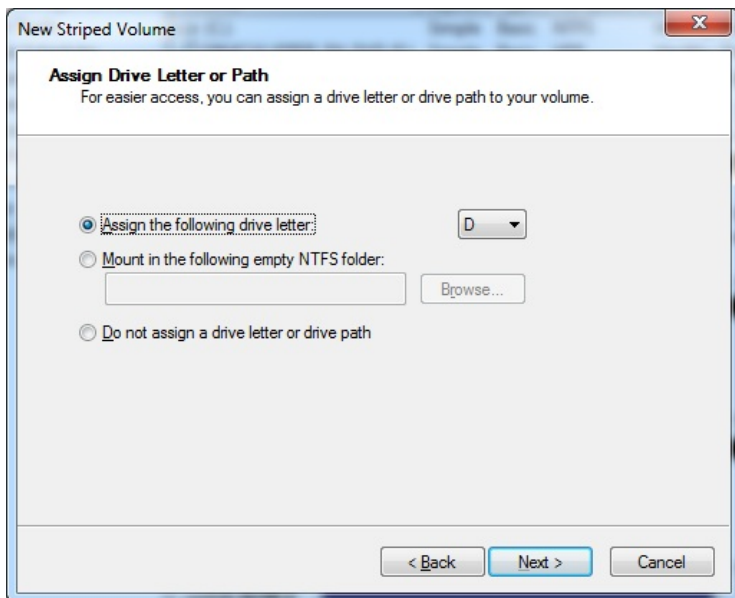 New Striped Volume
Assign Drive Letter or Path
For easier access, you can assign a drive letter or drive path to your volume.
Assign the following drive letter:
D
Mount in the following empty NTFS folder:
Browse...
Do not assign a drive letter or drive path
< Back
Next >
Cancel